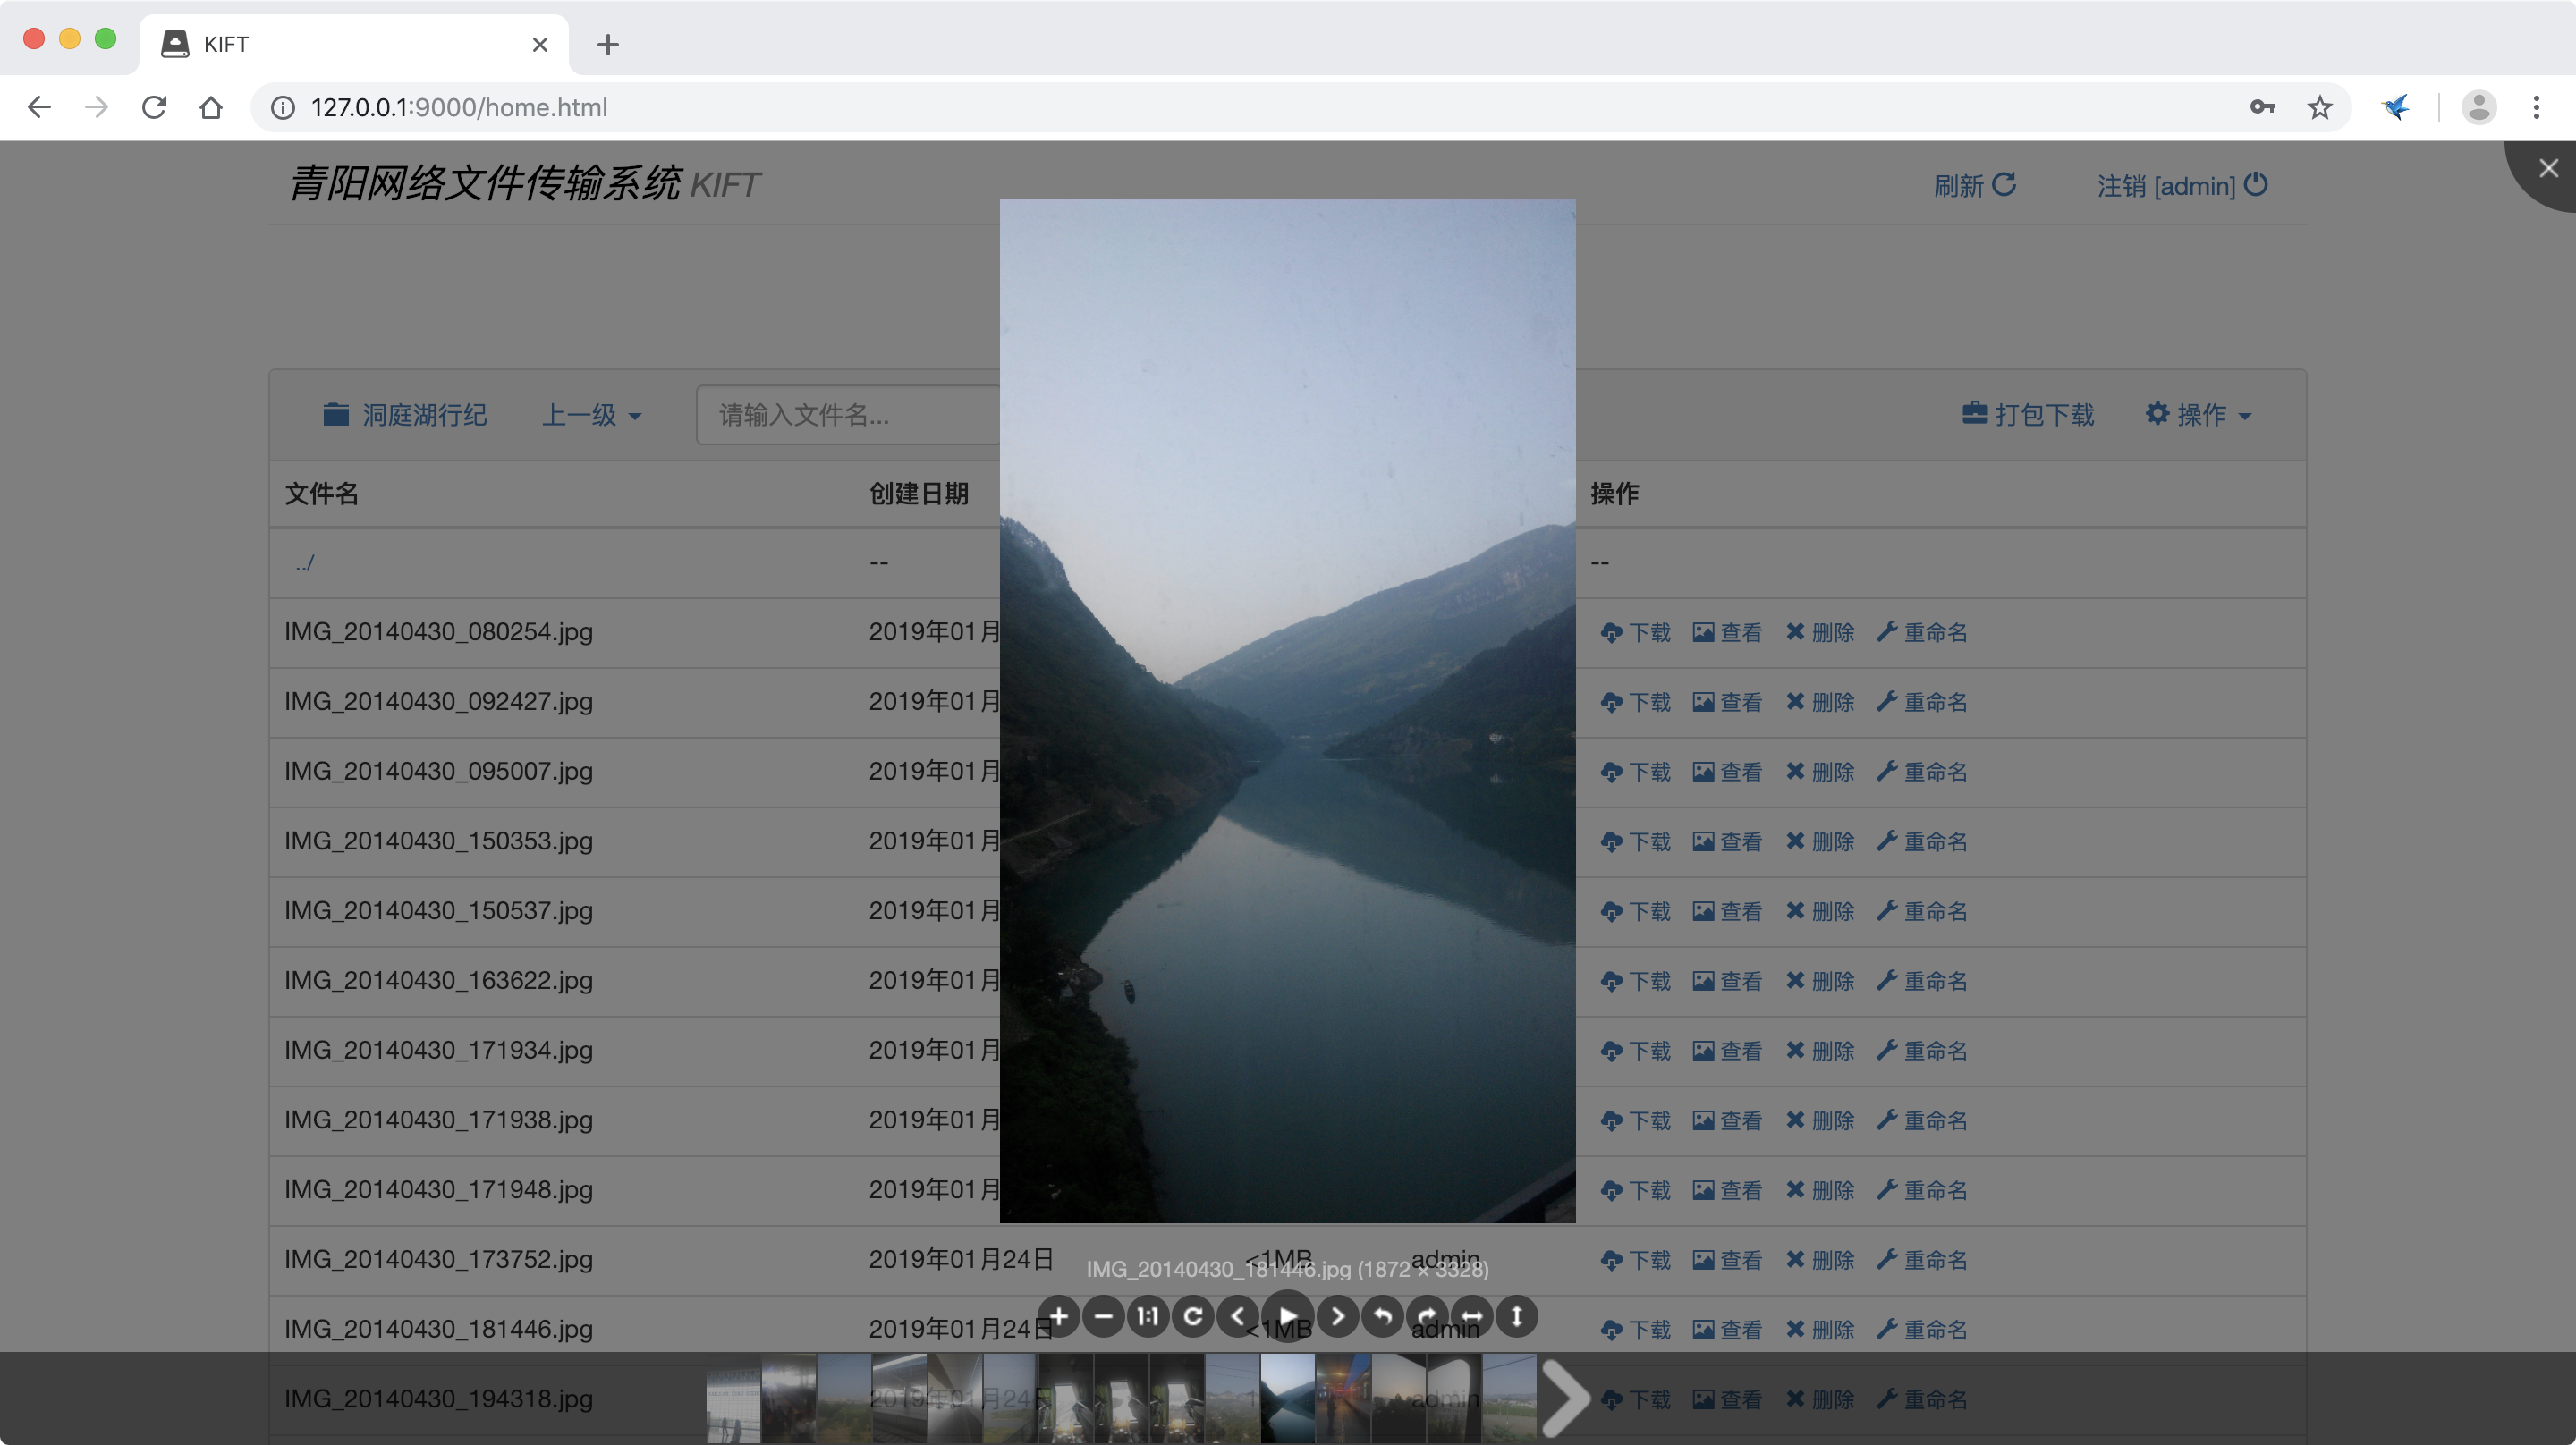 KIFT
127.0.0.1:9000/home.html
青阳网络文件传输系统 KIFT
刷新 注销 [admin]
洞庭湖行纪 上一级 请输入文件名... 打包下载 操作
文件名 创建日期 操作
../ -- --
IMG_20140430_080254.jpg 2019年01月 下载 查看 删除 重命名
IMG_20140430_092427.jpg 2019年01月 下载 查看 删除 重命名
IMG_20140430_095007.jpg 2019年01月 下载 查看 删除 重命名
IMG_20140430_150353.jpg 2019年01月 下载 查看 删除 重命名
IMG_20140430_150537.jpg 2019年01月 下载 查看 删除 重命名
IMG_20140430_163622.jpg 2019年01月 下载 查看 删除 重命名
IMG_20140430_171934.jpg 2019年01月 下载 查看 删除 重命名
IMG_20140430_171938.jpg 2019年01月 下载 查看 删除 重命名
IMG_20140430_171948.jpg 2019年01月 下载 查看 删除 重命名
IMG_20140430_173752.jpg 2019年01月24日 <1MB admin 下载 查看 删除 重命名
IMG_20140430_181446.jpg (1872 × 3328)
1:1
IMG_20140430_181446.jpg 2019年01月24日 <1MB admin 下载 查看 删除 重命名
IMG_20140430_194318.jpg 2019年01月24日 admin 下载 查看 删除 重命名